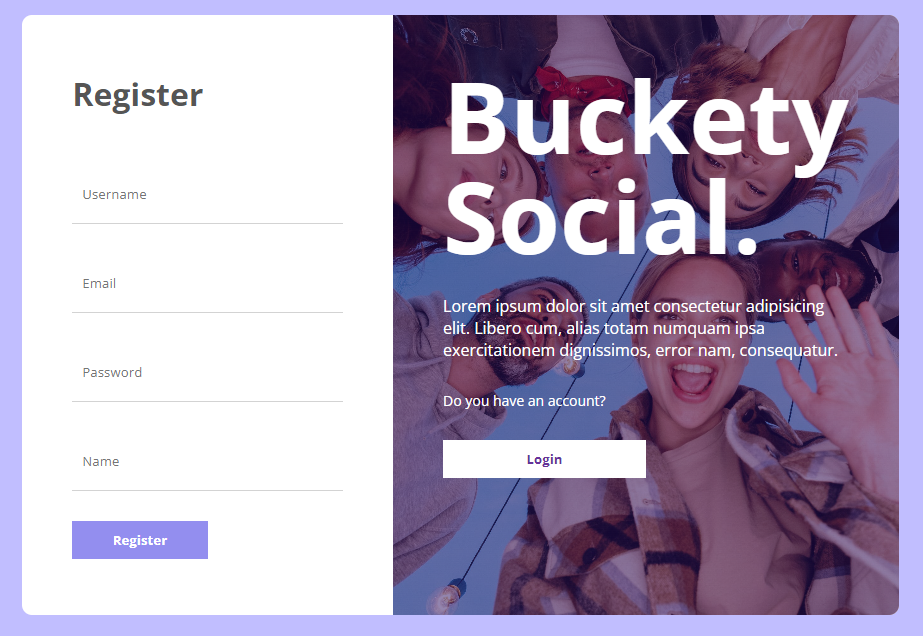 Register
Username
Email
Password
Name
Register
Buckety
Social.
Lorem ipsum dolor sit amet consectetur adipisicing
elit. Libero cum, alias totam numquam ipsa
exercitationem dignissimos, error nam, consequatur.
Do you have an account?
Login